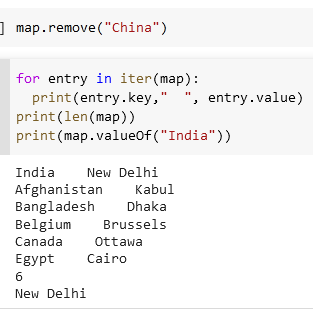 ] map.remove("China")
for entry in iter(map):
  print(entry.key,"  ", entry.value)
print(len(map))
print(map.valueOf("India"))
India    New Delhi
Afghanistan    Kabul
Bangladesh    Dhaka
Belgium    Brussels
Canada    Ottawa
Egypt    Cairo
6
New Delhi